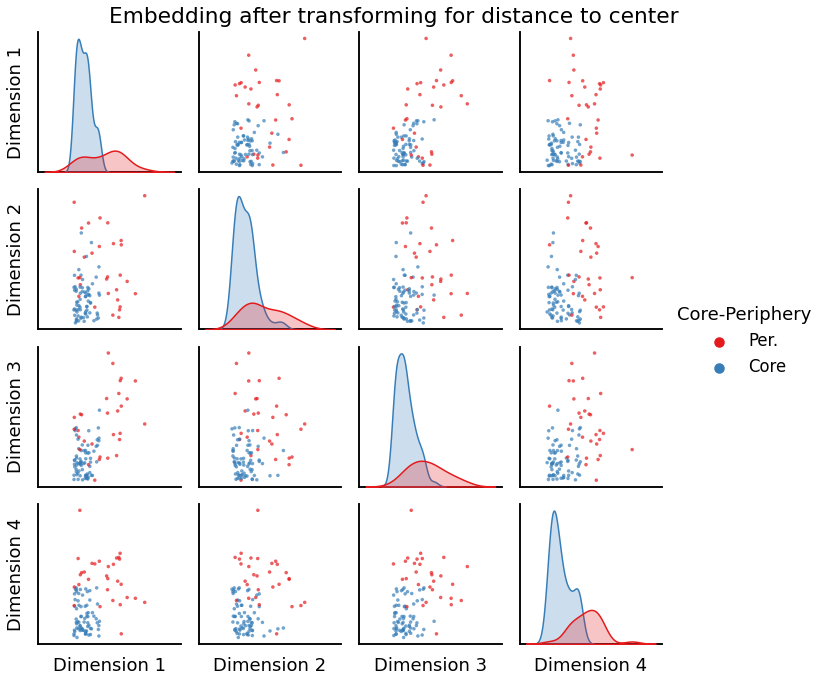 Embedding after transforming for distance to center
Dimension 1
Dimension 2
Dimension 3
Dimension 4
Core-Periphery
Per.
Core
Dimension 1
Dimension 2
Dimension 3
Dimension 4